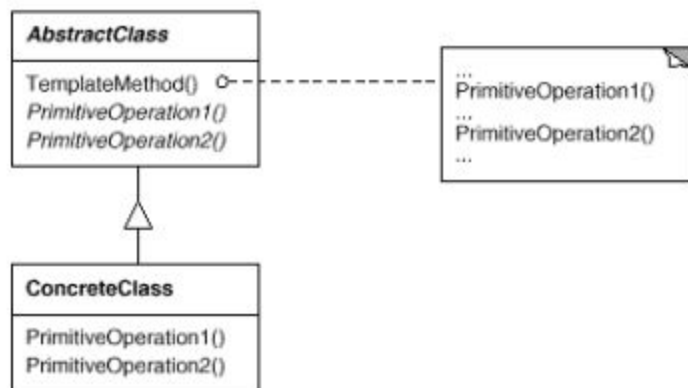 AbstractClass
TemplateMethod()
PrimitiveOperation1()
PrimitiveOperation2()
...
PrimitiveOperation1()
...
PrimitiveOperation2()
...
ConcreteClass
PrimitiveOperation1()
PrimitiveOperation2()